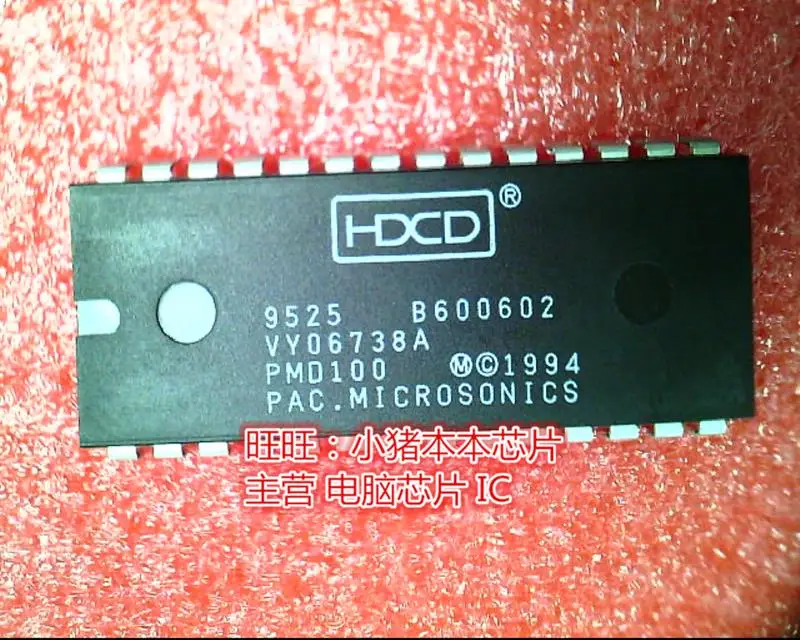 HDCD ®
9525 B600602
VY06738A
PMD100 Ⓜ©1994
PAC.MICROSONICS
旺旺：小猪本本芯片
主营 电脑芯片 IC